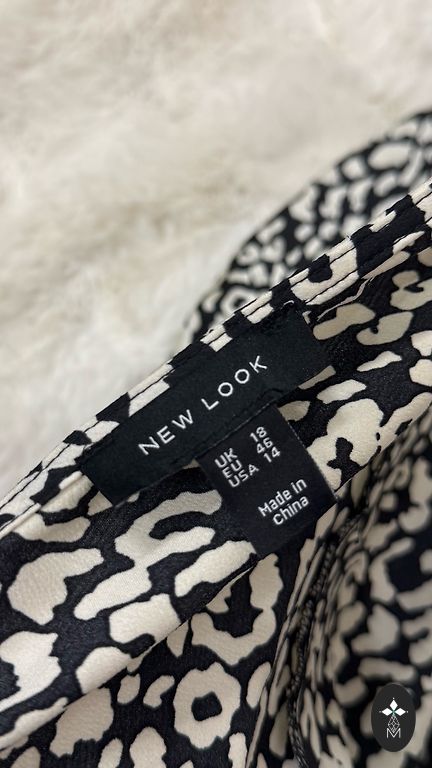 NEW LOOK
UK 18
EU 46
USA 14
Made in
China